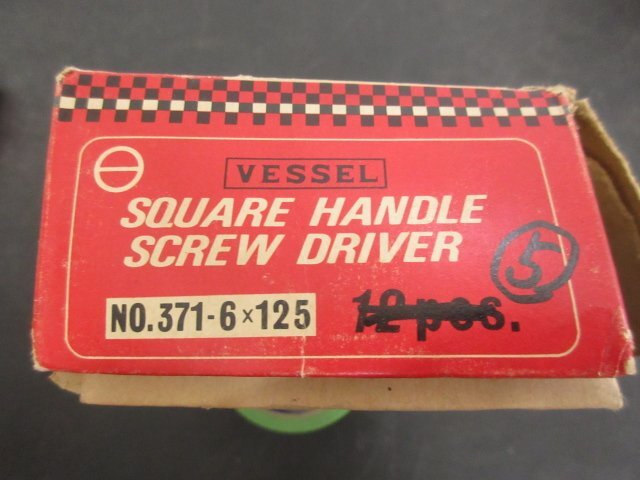 VESSEL
SQUARE HANDLE
SCREW DRIVER
5
NO.371-6×125
12 pcs.